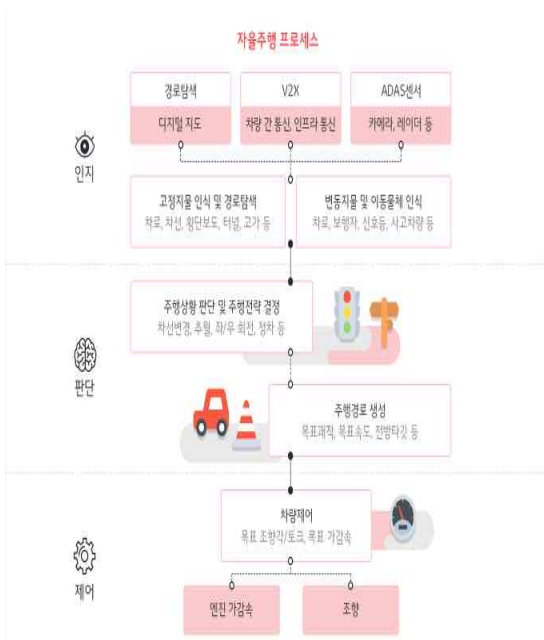 자율주행 프로세스
경로탐색
디지털 지도
V2X
차량 간 통신, 인프라 통신
ADAS센서
카메라, 레이더 등
인지
고정지물 인식 및 경로탐색
차로, 차선, 횡단보도, 터널, 고가 등
변동지물 및 이동물체 인식
차로, 보행자, 신호등, 사고차량 등
주행상황 판단 및 주행전략 결정
차선변경, 추월, 좌/우 회전, 정차 등
판단
주행경로 생성
목표궤적, 목표속도, 전방타깃 등
차량제어
목표 조향각/토크, 목표 가감속
제어
엔진 가감속
조향